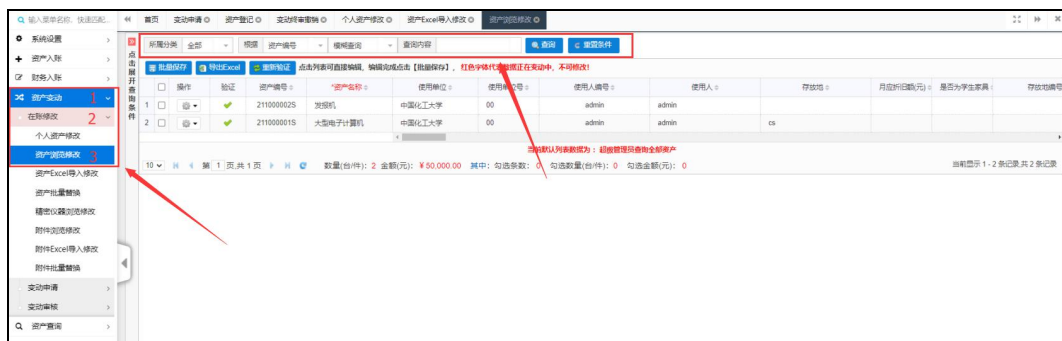 输入菜单名称，快速匹配...
首页 变动申请 资产登记 变动终审撤销 个人资产修改 资产Excel导入修改 资产浏览修改
系统设置
资产入账
财务入账
资产变动 1
在账修改 2
个人资产修改
资产浏览修改 3
资产Excel导入修改
资产批量替换
精密仪器浏览修改
附件浏览修改
附件Excel导入修改
附件批量替换
变动申请
变动审核
资产查询
点击展开查询条件
所属分类 全部 根据 资产编号 模糊查询 查询内容 查询 重置条件
批量保存 导出Excel 重新验证 点击列表可直接编辑，编辑完成点击【批量保存】。红色字体代表数据正在变动中，不可修改！
操作 验证 资产编号 *资产名称 使用单位 使用单位号 使用人编号 使用人 存放地 月应折旧额(元) 是否为学生家具 存放地编号
1 211000002S 发报机 中国化工大学 00 admin admin
2 211000001S 大型电子计算机 中国化工大学 00 admin admin cs
当前默认列表数据为：超级管理员查询全部资产
10 第 1 页,共 1 页 数量(台/件)：2 金额(元)：￥50,000.00 其中：勾选条数：0 勾选数量(台/件)：0 勾选金额(元)：0 当前显示 1 - 2 条记录,共 2 条记录